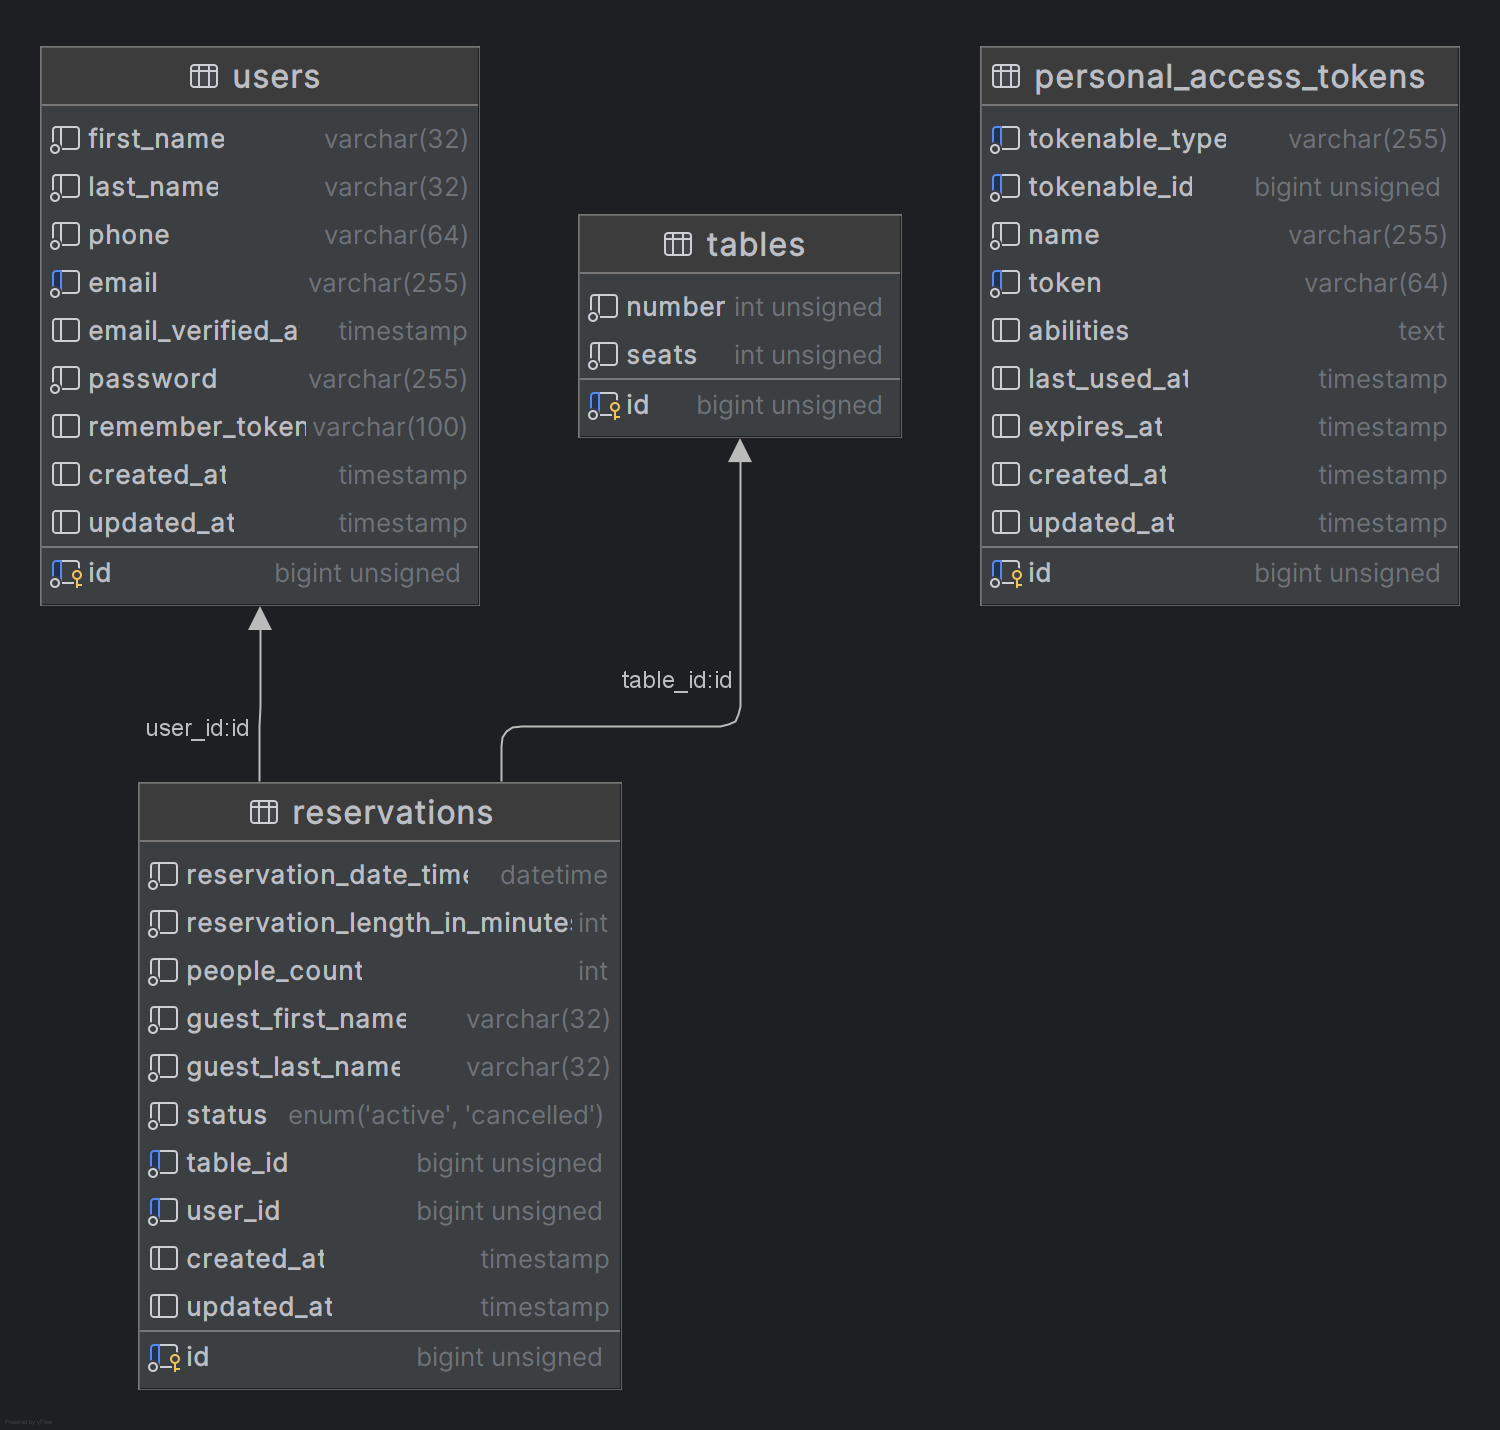 users
first_name varchar(32)
last_name varchar(32)
phone varchar(64)
email varchar(255)
email_verified_a timestamp
password varchar(255)
remember_token varchar(100)
created_at timestamp
updated_at timestamp
id bigint unsigned
tables
number int unsigned
seats int unsigned
id bigint unsigned
personal_access_tokens
tokenable_type varchar(255)
tokenable_id bigint unsigned
name varchar(255)
token varchar(64)
abilities text
last_used_at timestamp
expires_at timestamp
created_at timestamp
updated_at timestamp
id bigint unsigned
table_id:id
user_id:id
reservations
reservation_date_time datetime
reservation_length_in_minutes int
people_count int
guest_first_name varchar(32)
guest_last_name varchar(32)
status enum('active', 'cancelled')
table_id bigint unsigned
user_id bigint unsigned
created_at timestamp
updated_at timestamp
id bigint unsigned
Powered by yFiles